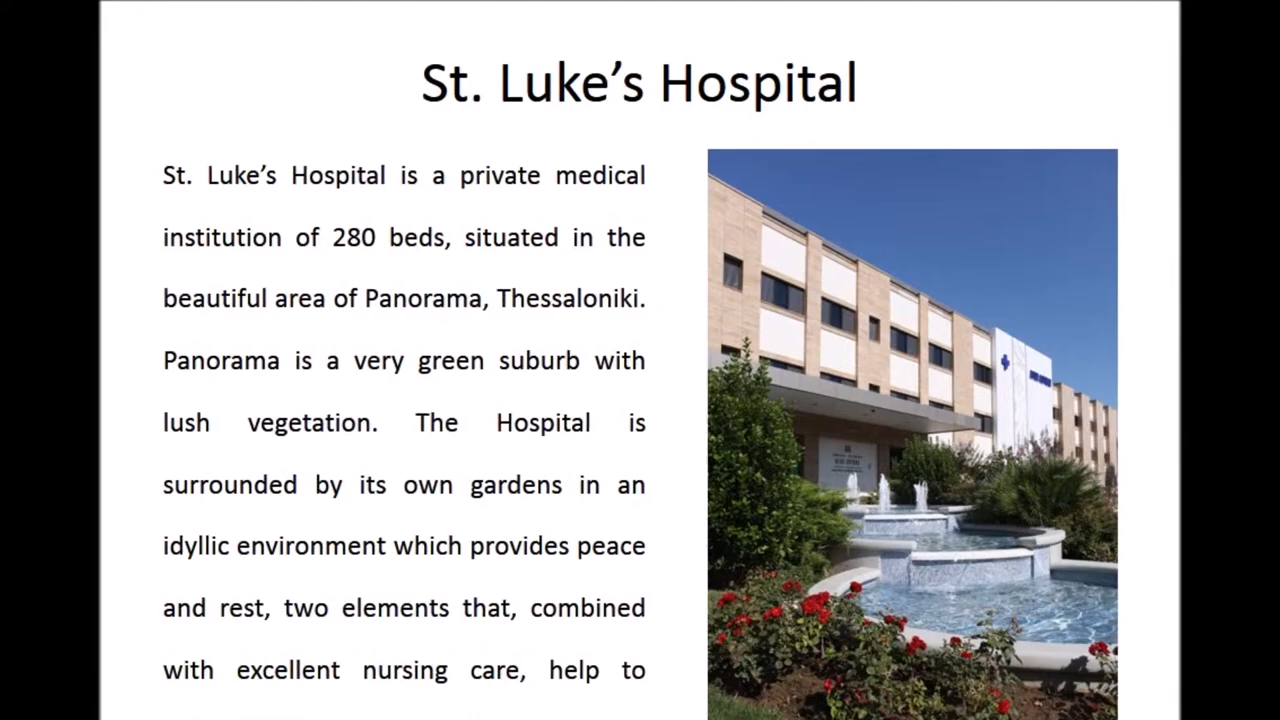 St. Luke’s Hospital
St. Luke’s Hospital is a private medical
institution of 280 beds, situated in the
beautiful area of Panorama, Thessaloniki.
Panorama is a very green suburb with
lush vegetation. The Hospital is
surrounded by its own gardens in an
idyllic environment which provides peace
and rest, two elements that, combined
with excellent nursing care, help to